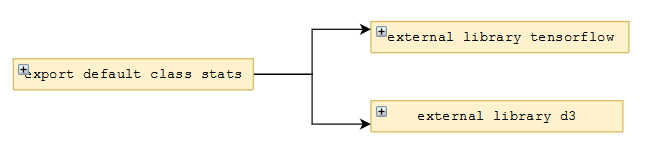 external library tensorflow
export default class stats
external library d3